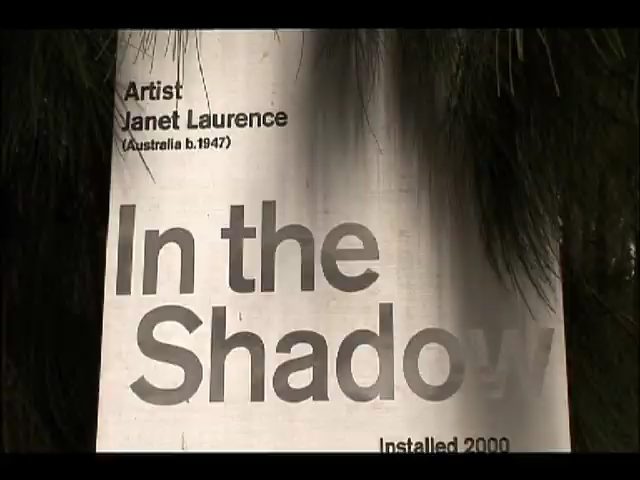 Artist
Janet Laurence
(Australia b.1947)
In the
Shadow
Installed 2000